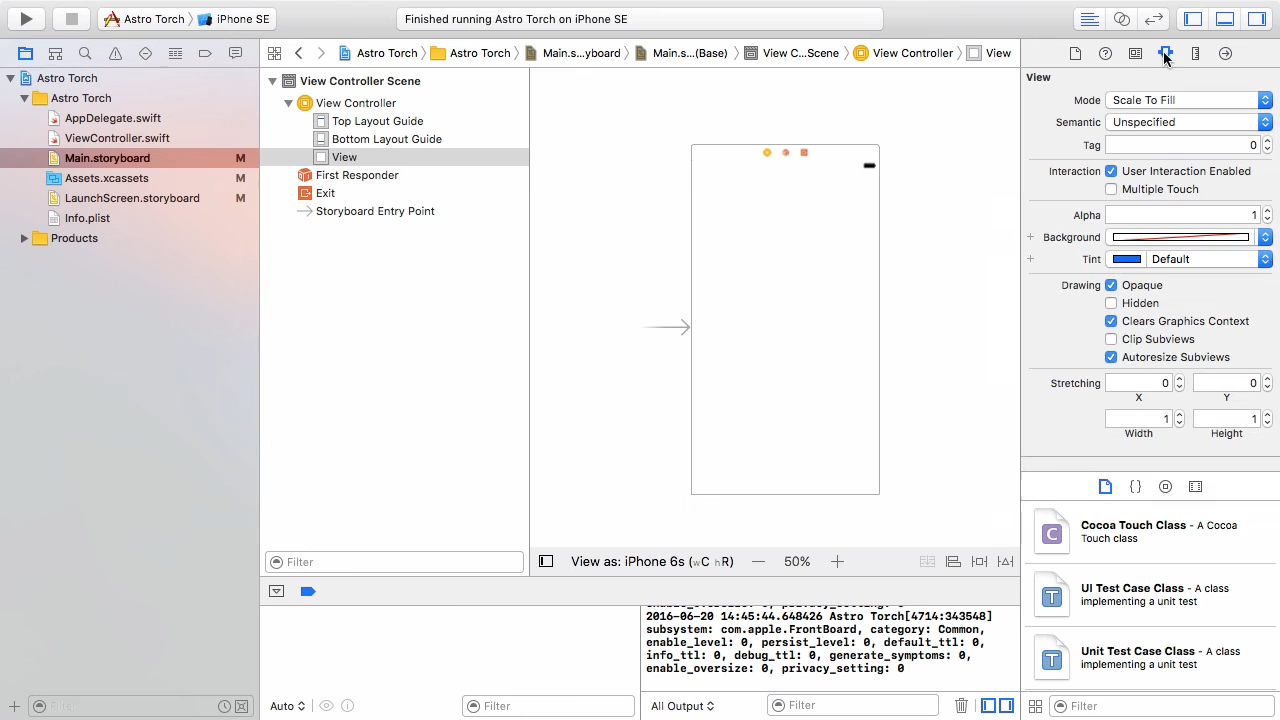 Astro Torch
iPhone SE
Finished running Astro Torch on iPhone SE
Astro Torch
Astro Torch
Main.s...yboard
Main.s...(Base)
View C...Scene
View Controller
View
Astro Torch
Astro Torch
AppDelegate.swift
ViewController.swift
Main.storyboard M
Assets.xcassets M
LaunchScreen.storyboard M
Info.plist
Products
Filter
View Controller Scene
View Controller
Top Layout Guide
Bottom Layout Guide
View
First Responder
Exit
Storyboard Entry Point
Filter
View as: iPhone 6s (wC hR)
50%
Auto
Filter
2016-06-20 14:45:44.648426 Astro Torch[4714:343548]
subsystem: com.apple.FrontBoard, category: Common,
enable_level: 0, persist_level: 0, default_ttl: 0,
info_ttl: 0, debug_ttl: 0, generate_symptoms: 0,
enable_oversize: 0, privacy_setting: 0
All Output
Filter
View
Mode Scale To Fill
Semantic Unspecified
Tag 0
Interaction User Interaction Enabled
Multiple Touch
Alpha 1
Background
Tint Default
Drawing Opaque
Hidden
Clears Graphics Context
Clip Subviews
Autoresize Subviews
Stretching 0 0
X Y
1 1
Width Height
Cocoa Touch Class - A Cocoa
Touch class
UI Test Case Class - A class
implementing a unit test
Unit Test Case Class - A class
implementing a unit test
Filter